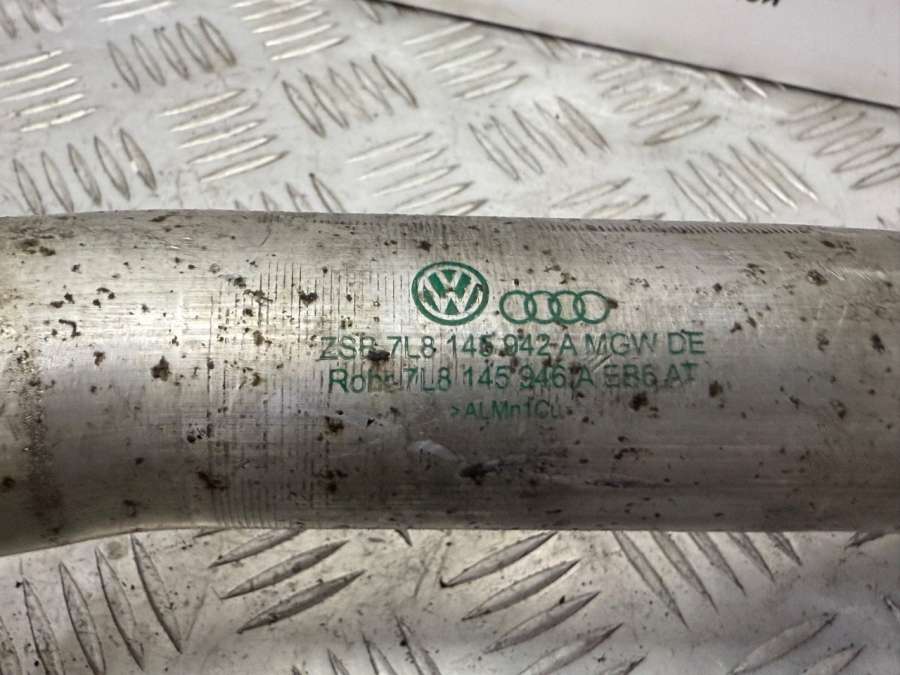 ZSB 7L8 145 942 A MGW DE
Rohr 7L8 145 946 A EB6 AT
>ALMn1Cu